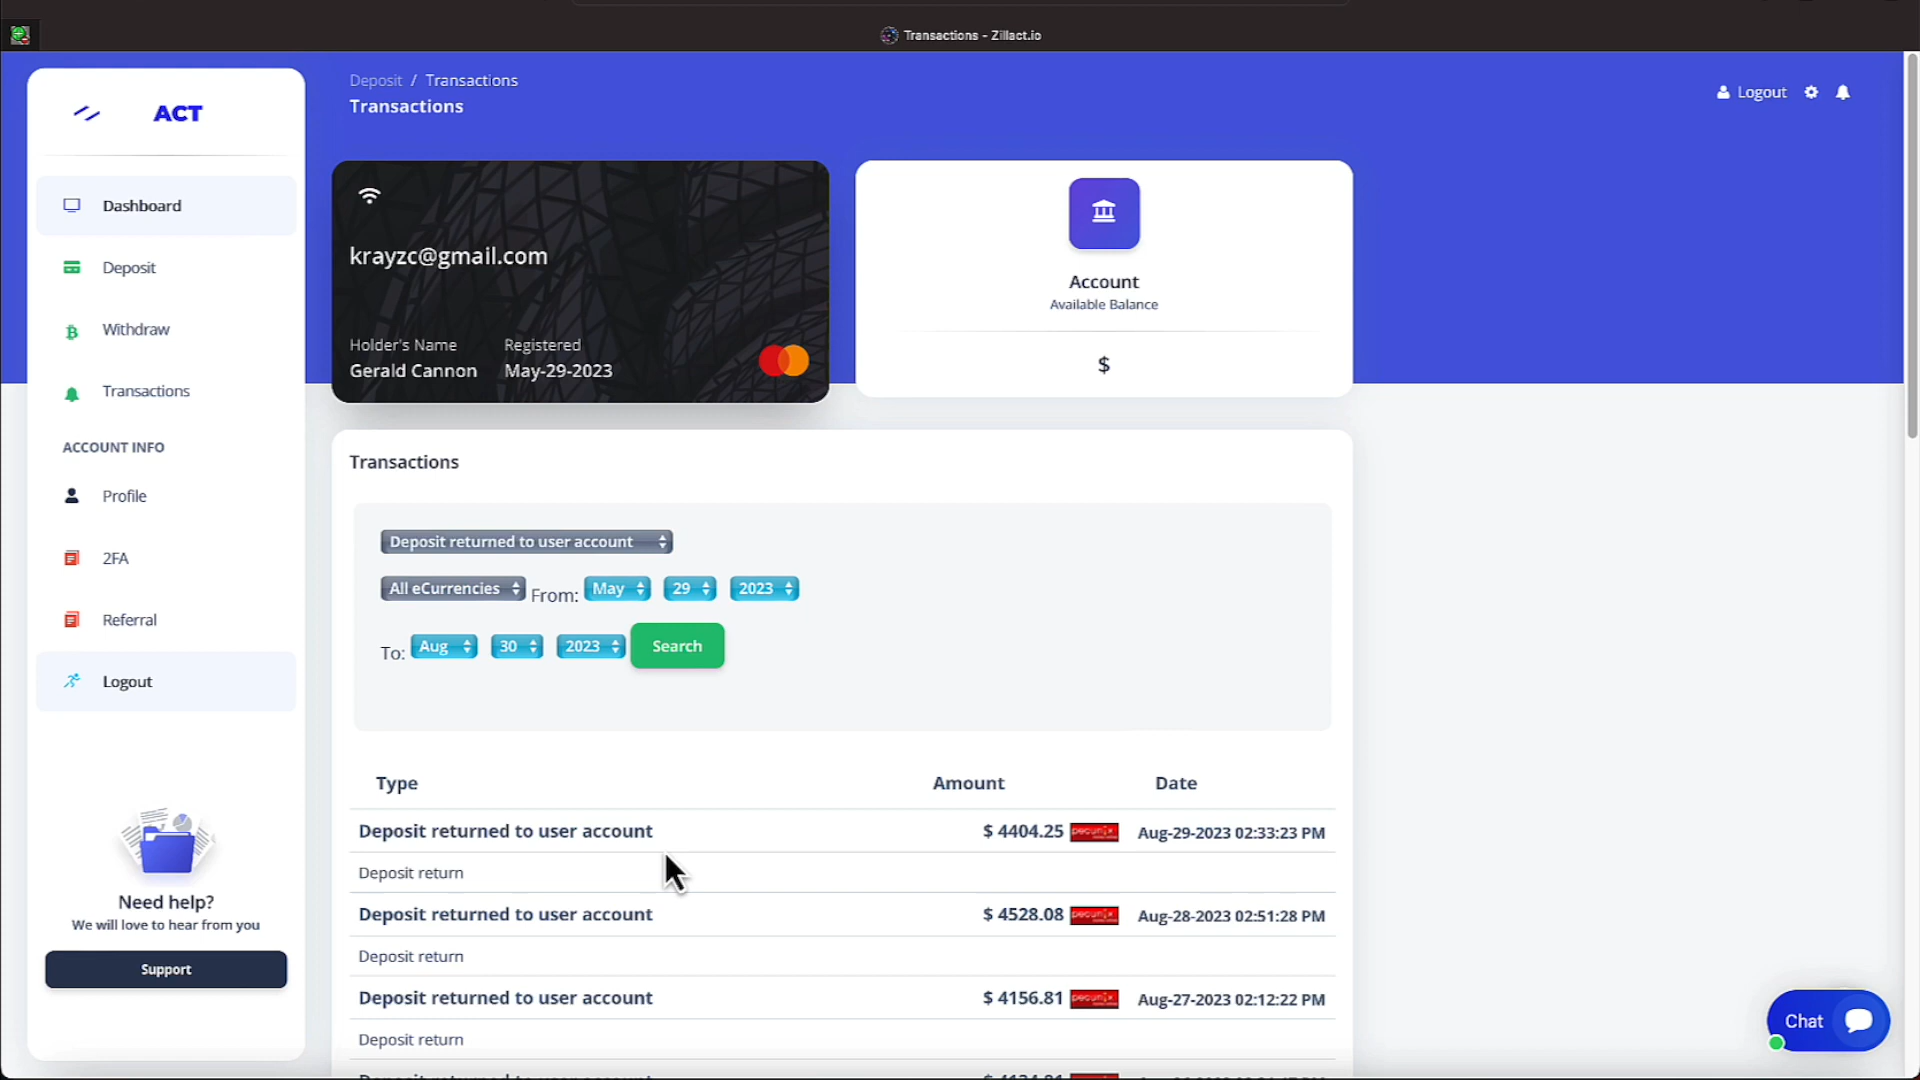 Transactions - Zillact.io
Deposit / Transactions
Transactions
Logout
ACT
Dashboard
Deposit
Withdraw
Transactions
ACCOUNT INFO
Profile
2FA
Referral
Logout
Need help?
We will love to hear from you
Support
krayzc@gmail.com
Holder's Name Registered
Gerald Cannon May-29-2023
Account
Available Balance
$
Transactions
Deposit returned to user account
All eCurrencies From: May 29 2023
To: Aug 30 2023 Search
Type Amount Date
Deposit returned to user account $ 4404.25 pecunix Aug-29-2023 02:33:23 PM
Deposit return
Deposit returned to user account $ 4528.08 pecunix Aug-28-2023 02:51:28 PM
Deposit return
Deposit returned to user account $ 4156.81 pecunix Aug-27-2023 02:12:22 PM
Deposit return
Chat